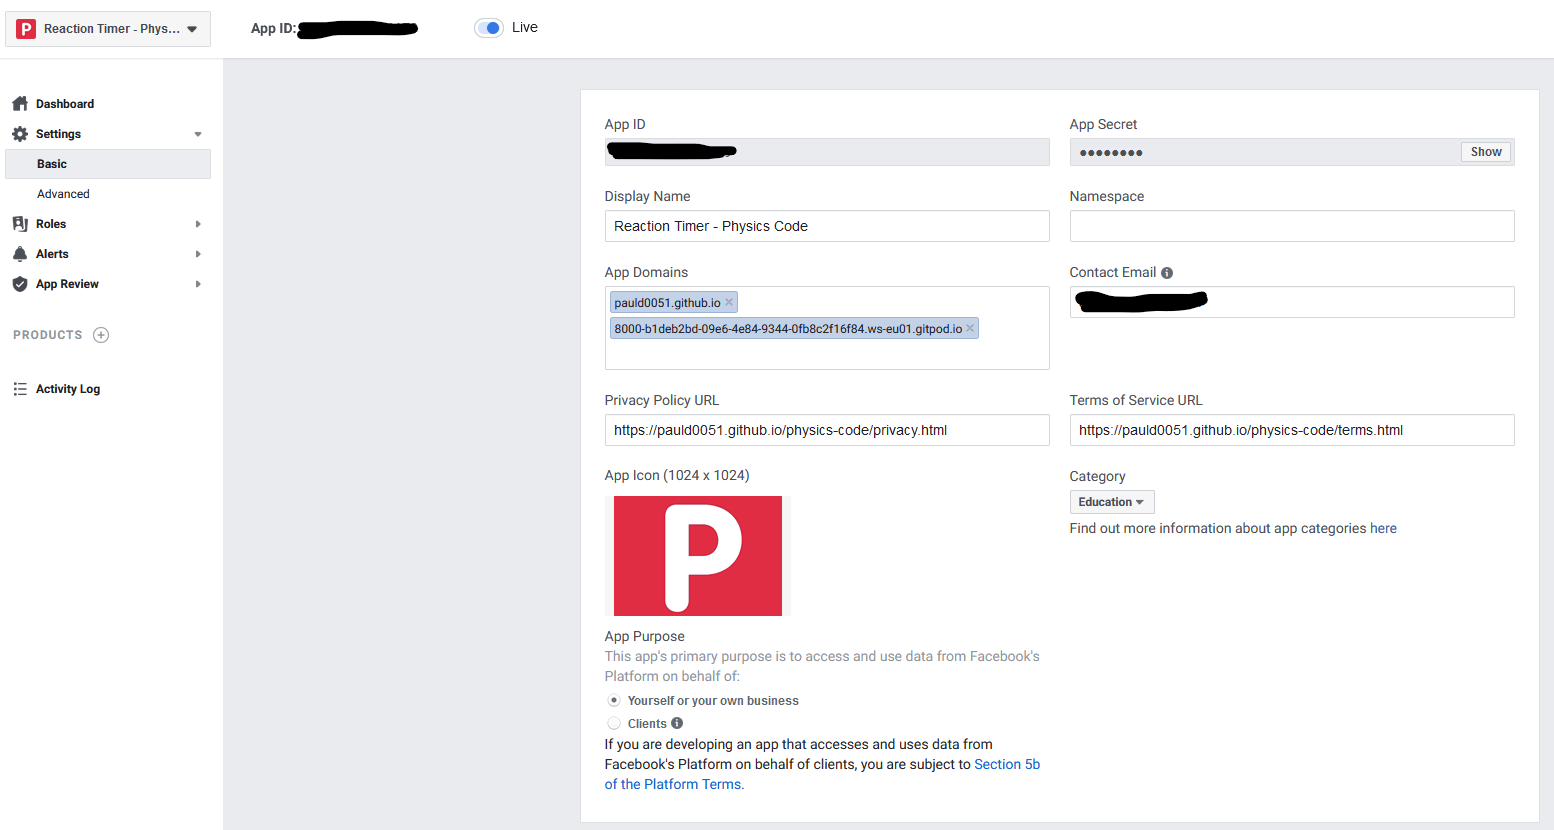 P Reaction Timer - Phys...
App ID:
Live
Dashboard
Settings
Basic
Advanced
Roles
Alerts
App Review
PRODUCTS
Activity Log
App ID
App Secret
Show
Display Name
Reaction Timer - Physics Code
Namespace
App Domains
pauld0051.github.io
8000-b1deb2bd-09e6-4e84-9344-0fb8c2f16f84.ws-eu01.gitpod.io
Contact Email
Privacy Policy URL
https://pauld0051.github.io/physics-code/privacy.html
Terms of Service URL
https://pauld0051.github.io/physics-code/terms.html
App Icon (1024 x 1024)
P
Category
Education
Find out more information about app categories here
App Purpose
This app's primary purpose is to access and use data from Facebook's
Platform on behalf of:
Yourself or your own business
Clients
If you are developing an app that accesses and uses data from
Facebook's Platform on behalf of clients, you are subject to Section 5b
of the Platform Terms.